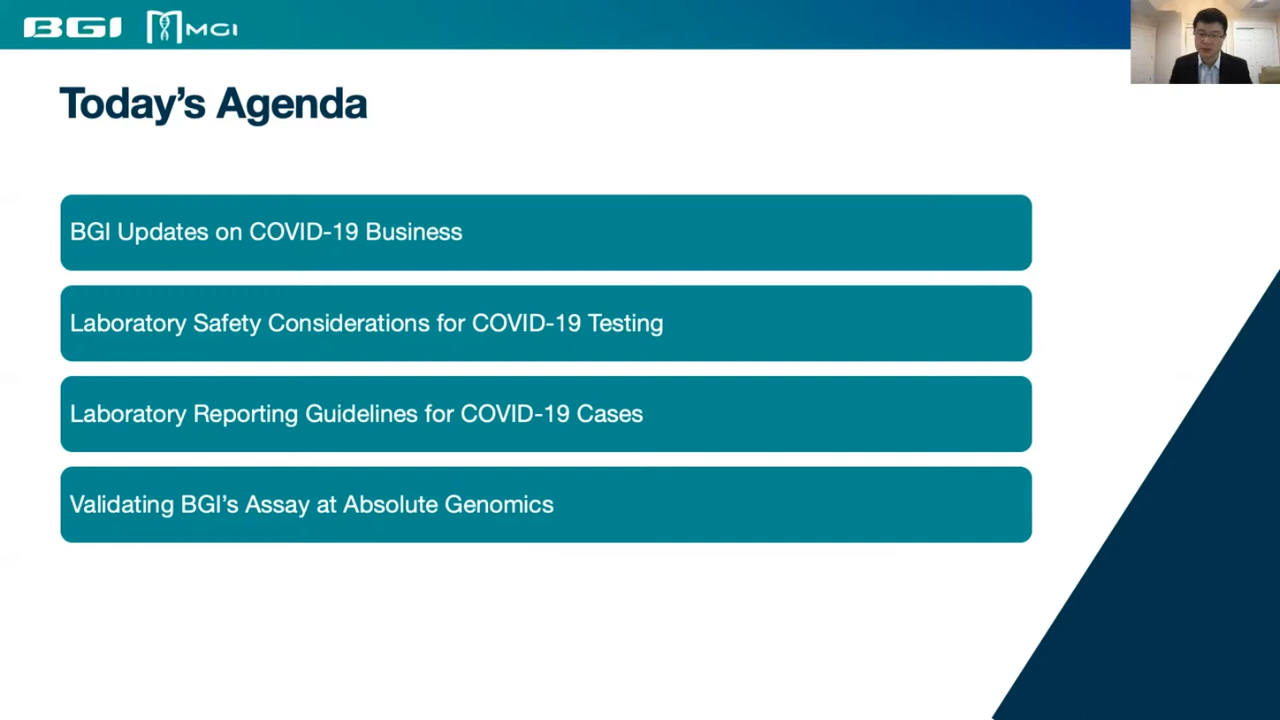 BGI MGI
Today's Agenda
BGI Updates on COVID-19 Business
Laboratory Safety Considerations for COVID-19 Testing
Laboratory Reporting Guidelines for COVID-19 Cases
Validating BGI's Assay at Absolute Genomics